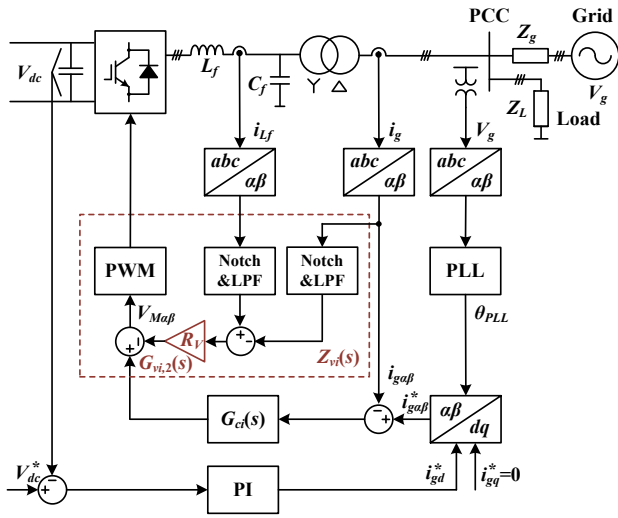 PCC Grid
Z_g
V_dc L_f C_f Y Δ V_g
Z_L Load
i_Lf i_g V_g
abc αβ abc αβ abc αβ
PWM Notch &LPF Notch &LPF PLL
V_Mαβ θ_PLL
+ - R_V + -
G_vi,2(s) Z_vi(s)
i_gαβ
G_ci(s) - + i*_gαβ αβ dq
V*_dc + - PI i*_gd i*_gq=0